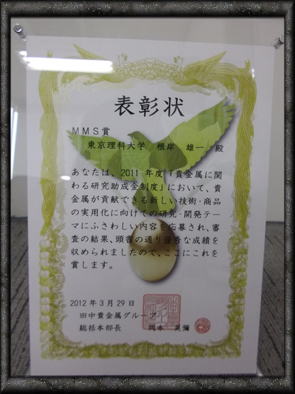 表彰状
MMS賞
東京理科大学 根岸 雄一 殿
あなたは、2011年度「貴金属に関
わる研究助成金制度」において、貴
金属が貢献できる新しい技術・商品
の実用化に向けての研究・開発テー
マにふさわしい内容で応募され、審
査の結果、頭書の通り優秀な成績を
収められましたので、ここにこれを
賞します。
2012年3月29日
田中貴金属グループ
総括本部長 岡本 英彌